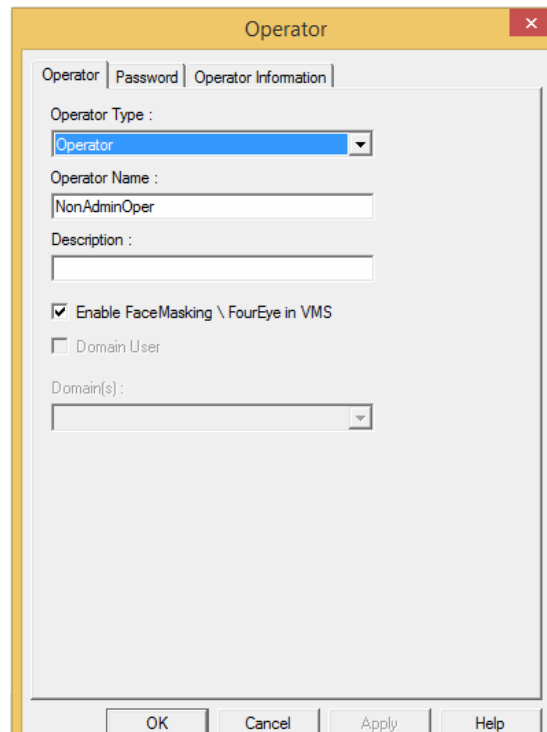 Operator
Operator Password Operator Information
Operator Type :
Operator
Operator Name :
NonAdminOper
Description :
Enable FaceMasking \ FourEye in VMS
Domain User
Domain(s) :
OK Cancel Apply Help